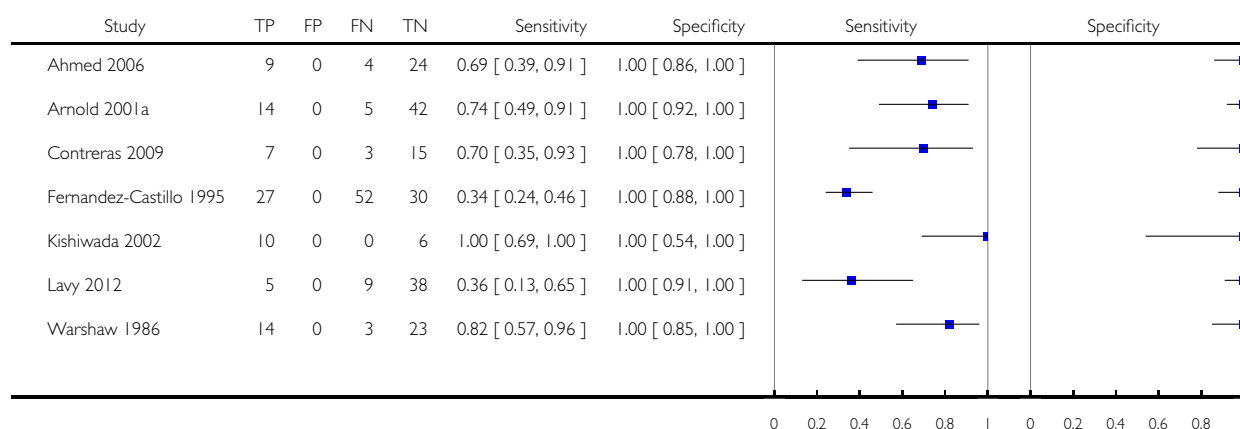 Study TP FP FN TN Sensitivity Specificity Sensitivity Specificity
Ahmed 2006 9 0 4 24 0.69 [ 0.39, 0.91 ] 1.00 [ 0.86, 1.00 ]
Arnold 2001a 14 0 5 42 0.74 [ 0.49, 0.91 ] 1.00 [ 0.92, 1.00 ]
Contreras 2009 7 0 3 15 0.70 [ 0.35, 0.93 ] 1.00 [ 0.78, 1.00 ]
Fernandez-Castillo 1995 27 0 52 30 0.34 [ 0.24, 0.46 ] 1.00 [ 0.88, 1.00 ]
Kishiwada 2002 10 0 0 6 1.00 [ 0.69, 1.00 ] 1.00 [ 0.54, 1.00 ]
Lavy 2012 5 0 9 38 0.36 [ 0.13, 0.65 ] 1.00 [ 0.91, 1.00 ]
Warshaw 1986 14 0 3 23 0.82 [ 0.57, 0.96 ] 1.00 [ 0.85, 1.00 ]
0 0.2 0.4 0.6 0.8 1 0 0.2 0.4 0.6 0.8